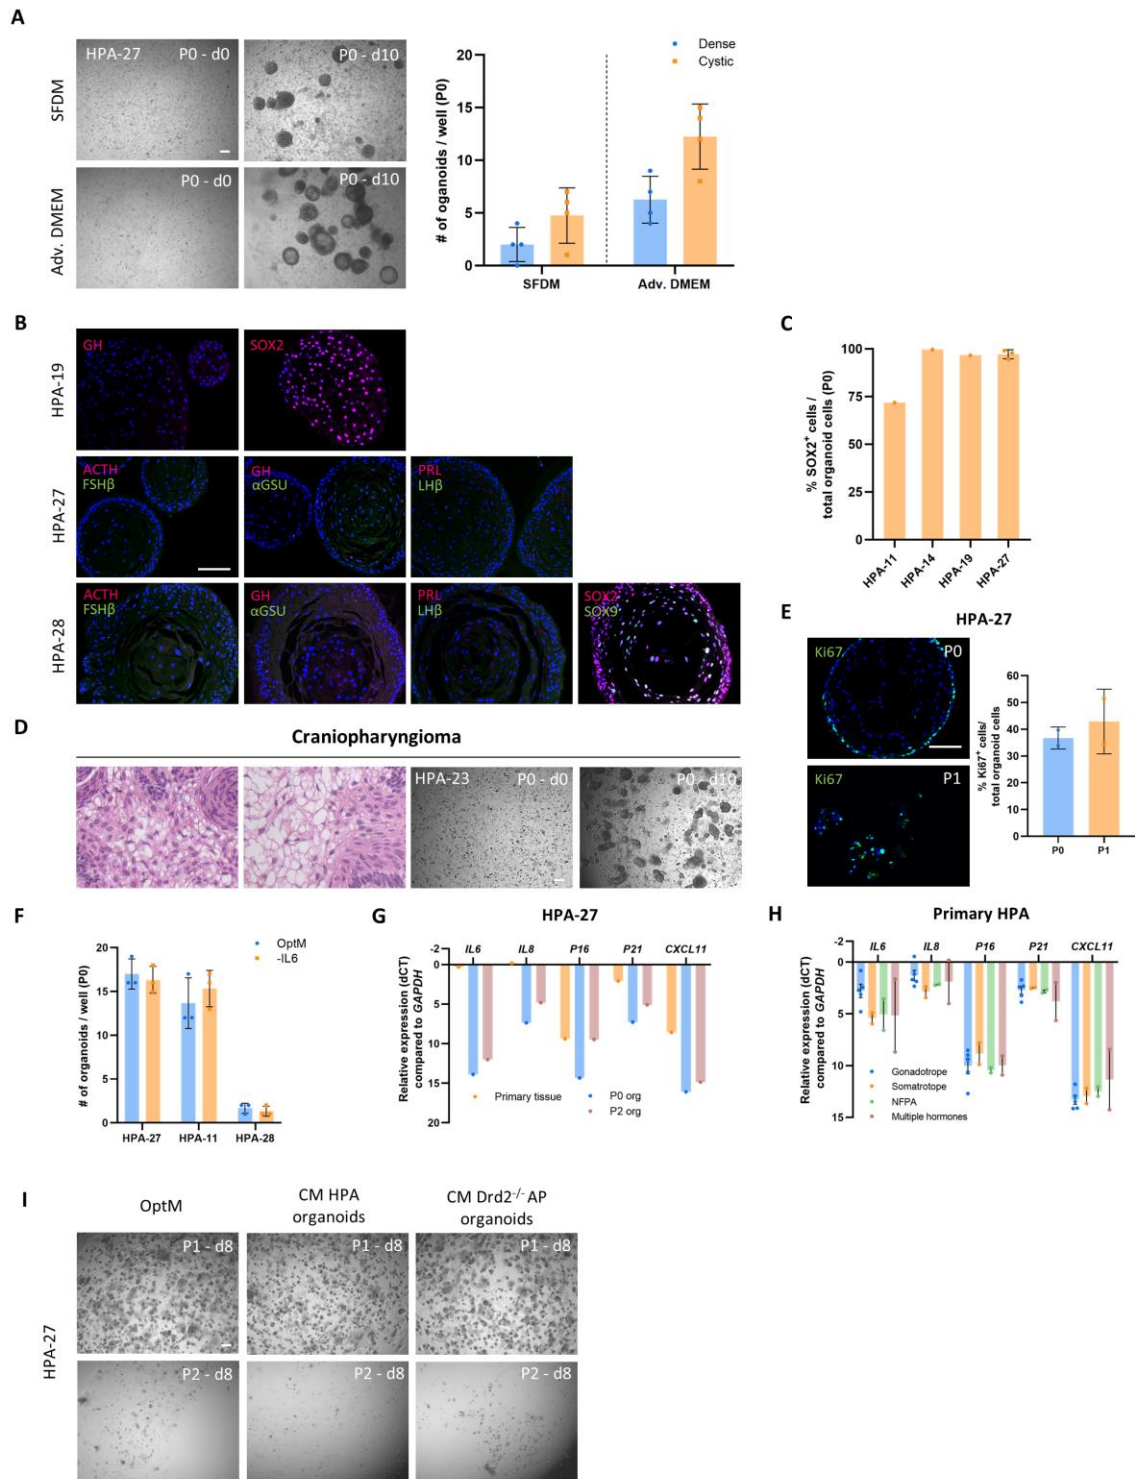 A
SFDM
HPA-27
P0 - d0
P0 - d10
Adv. DMEM
P0 - d0
P0 - d10
# of oganoids / well (P0)
20
15
10
5
0
Dense
Cystic
SFDM
Adv. DMEM
B
HPA-19
GH
SOX2
HPA-27
ACTH
FSHβ
GH
αGSU
PRL
LHβ
HPA-28
ACTH
FSHβ
GH
αGSU
PRL
LHβ
SOX2
SOX9
C
% SOX2+ cells /
total organoid cells (P0)
100
75
50
25
0
HPA-11
HPA-14
HPA-19
HPA-27
D
Craniopharyngioma
HPA-23
P0 - d0
P0 - d10
E
HPA-27
Ki67
P0
Ki67
P1
% Ki67+ cells/
total organoid cells
60
50
40
30
20
10
0
P0
P1
F
# of organoids / well (P0)
20
15
10
5
0
OptM
-IL6
HPA-27
HPA-11
HPA-28
G
HPA-27
Relative expression (dCT)
compared to GAPDH
-2
0
5
10
15
20
IL6
IL8
P16
P21
CXCL11
Primary tissue
P0 org
P2 org
H
Primary HPA
Relative expression (dCT)
compared to GAPDH
-2
0
5
10
15
IL6
IL8
P16
P21
CXCL11
Gonadotrope
Somatrotope
NFPA
Multiple hormones
I
OptM
CM HPA
organoids
CM Drd2-/- AP
organoids
HPA-27
P1 - d8
P1 - d8
P1 - d8
P2 - d8
P2 - d8
P2 - d8